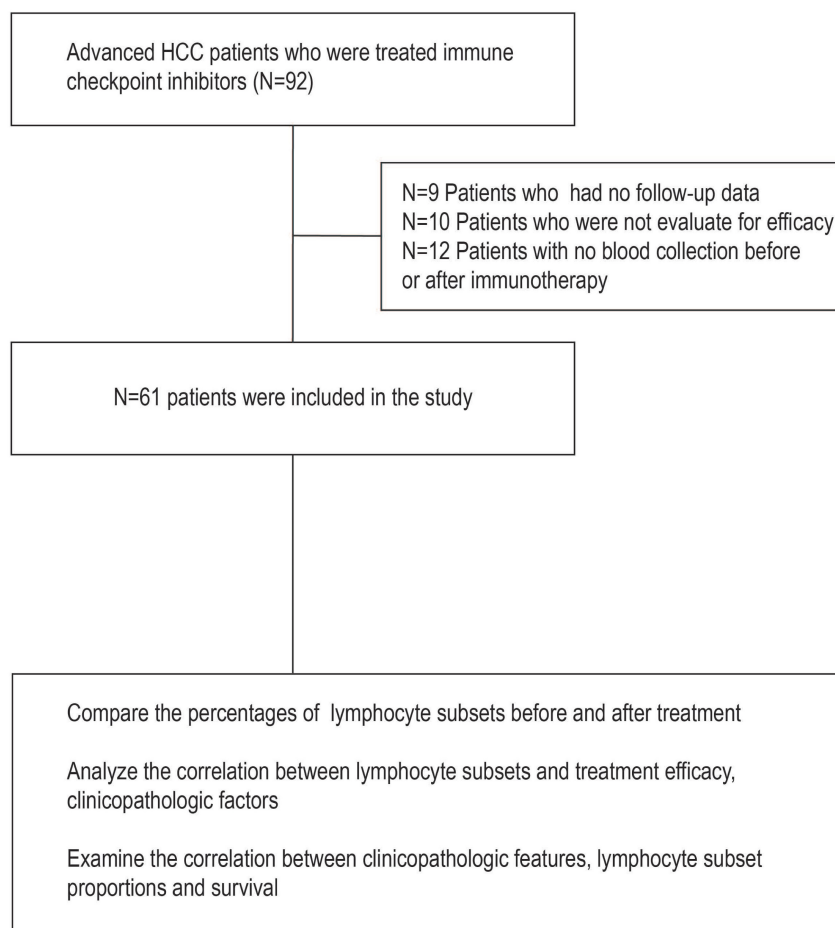 Advanced HCC patients who were treated immune
checkpoint inhibitors (N=92)
N=9 Patients who had no follow-up data
N=10 Patients who were not evaluate for efficacy
N=12 Patients with no blood collection before
or after immunotherapy
N=61 patients were included in the study
Compare the percentages of lymphocyte subsets before and after treatment
Analyze the correlation between lymphocyte subsets and treatment efficacy,
clinicopathologic factors
Examine the correlation between clinicopathologic features, lymphocyte subset
proportions and survival